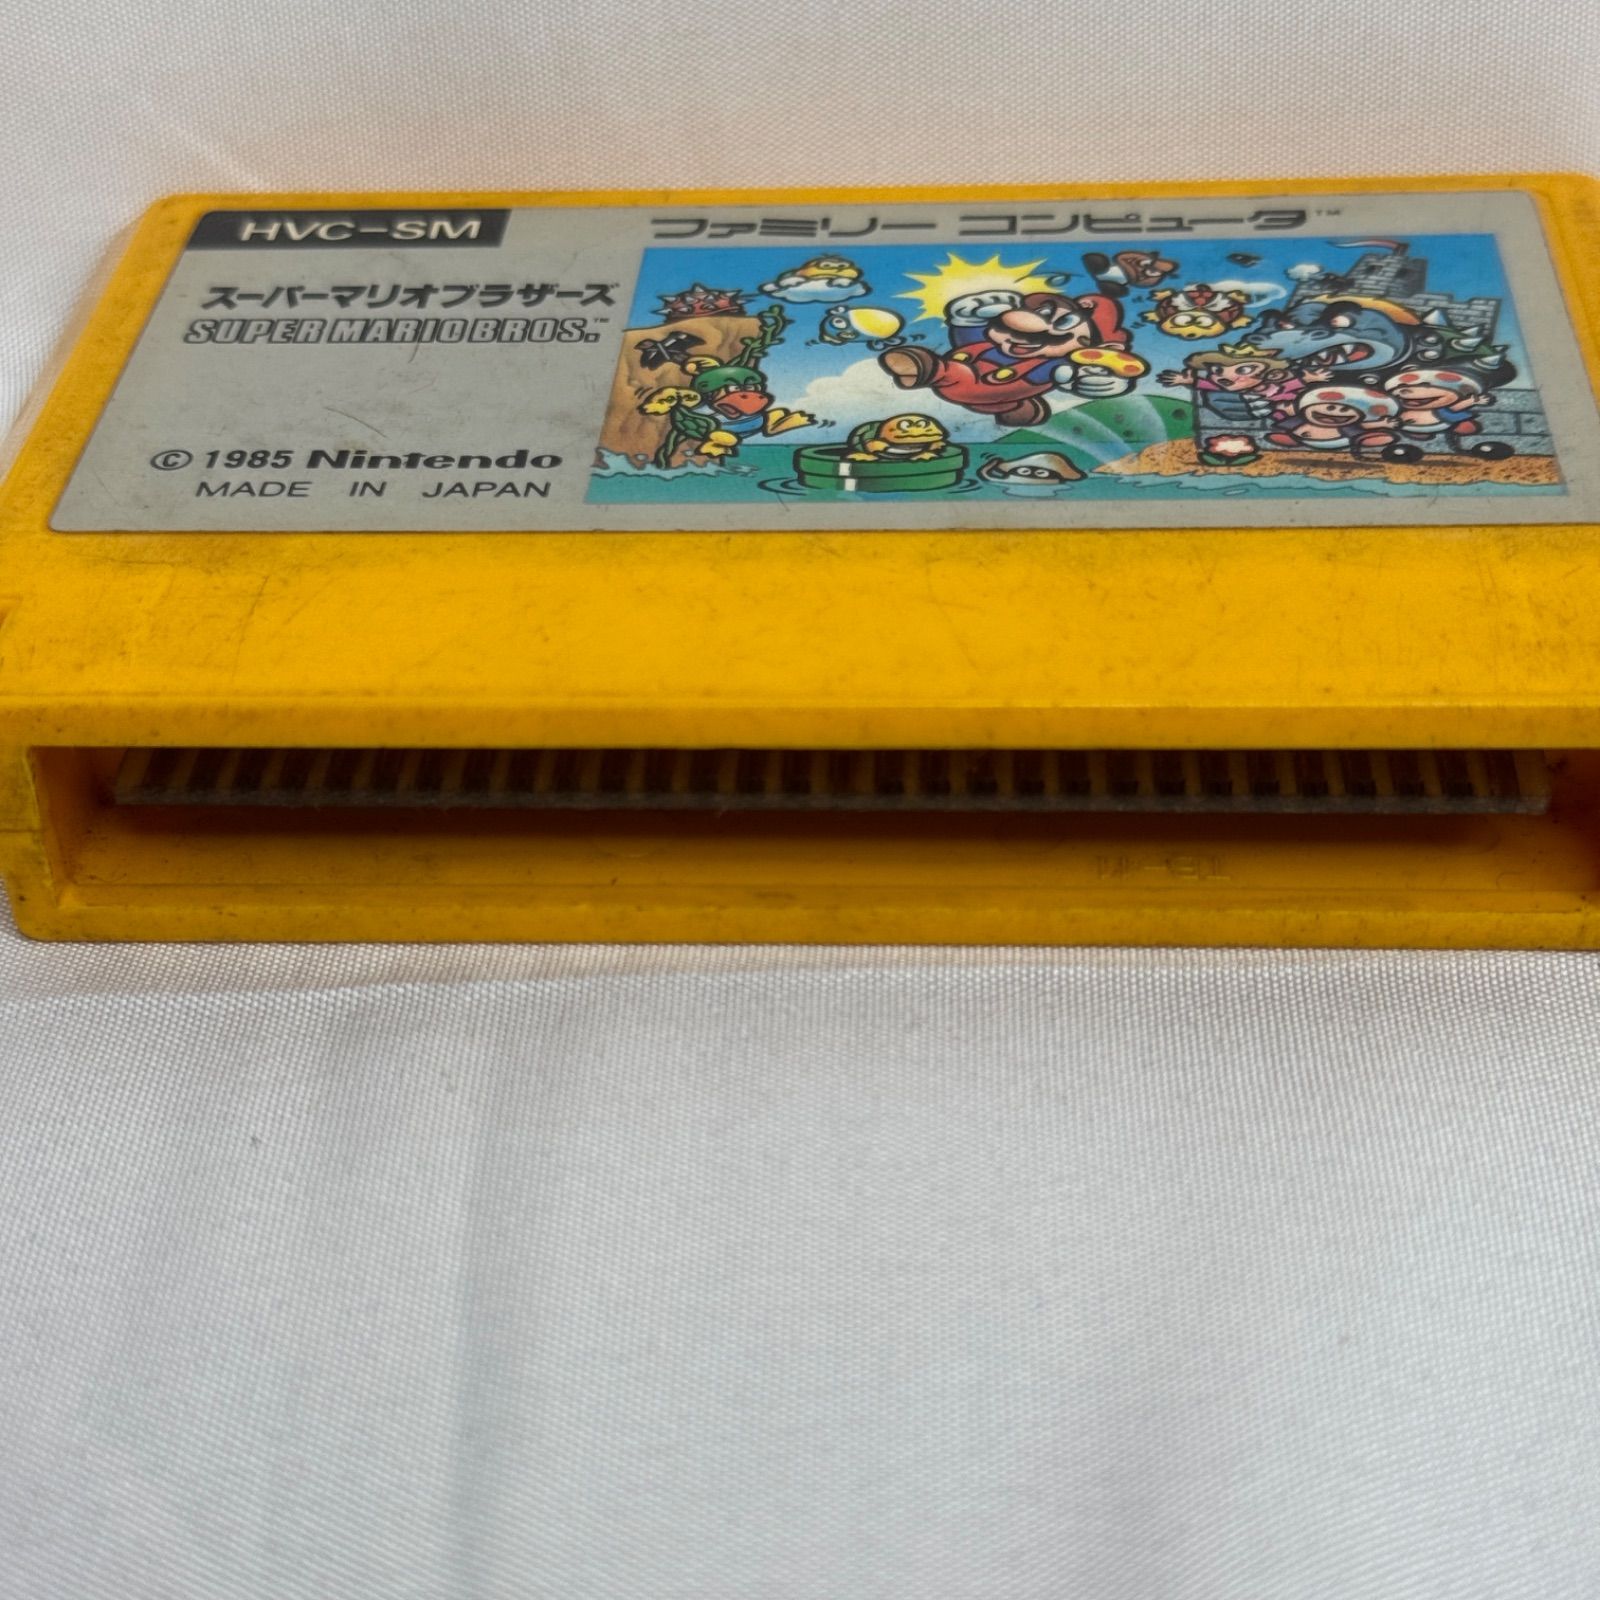 HVC-SM
ファミリー コンピュータ™
スーパーマリオブラザーズ
SUPER MARIO BROS.™
© 1985 Nintendo
MADE IN JAPAN